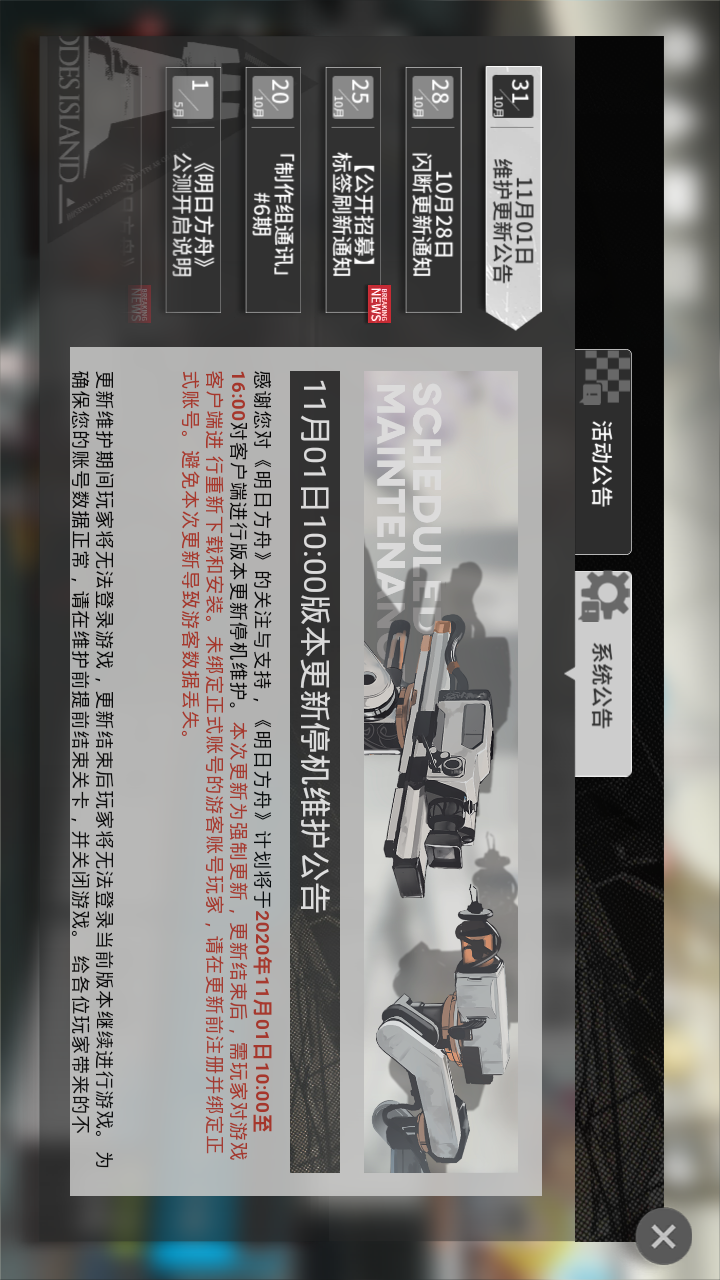 活动公告
系统公告
31
10月
11月01日
维护更新公告
28
10月
10月28日
闪断更新通知
25
10月
【公开招募】
标签刷新通知
BREAKING
NEWS
20
10月
「制作组通讯」
#6期
1
5月
《明日方舟》
公测开启说明
BREAKING
NEWS
SCHEDULED
MAINTENAN
11月01日10:00版本更新停机维护公告
感谢您对《明日方舟》的关注与支持，《明日方舟》计划将于2020年11月01日10:00至
16:00对客户端进行版本更新停机维护。本次更新为强制更新，更新结束后，需玩家对游戏
客户端进 行重新下载和安装。未绑定正式账号的游客账号玩家，请在更新前注册并绑定正
式账号。避免本次更新导致游客数据丢失。
更新维护期间玩家将无法登录游戏，更新结束后玩家将无法登录当前版本继续进行游戏。为
确保您的账号数据正常，请在维护前提前结束关卡，并关闭游戏。 给各位玩家带来的不
ODES ISLAND